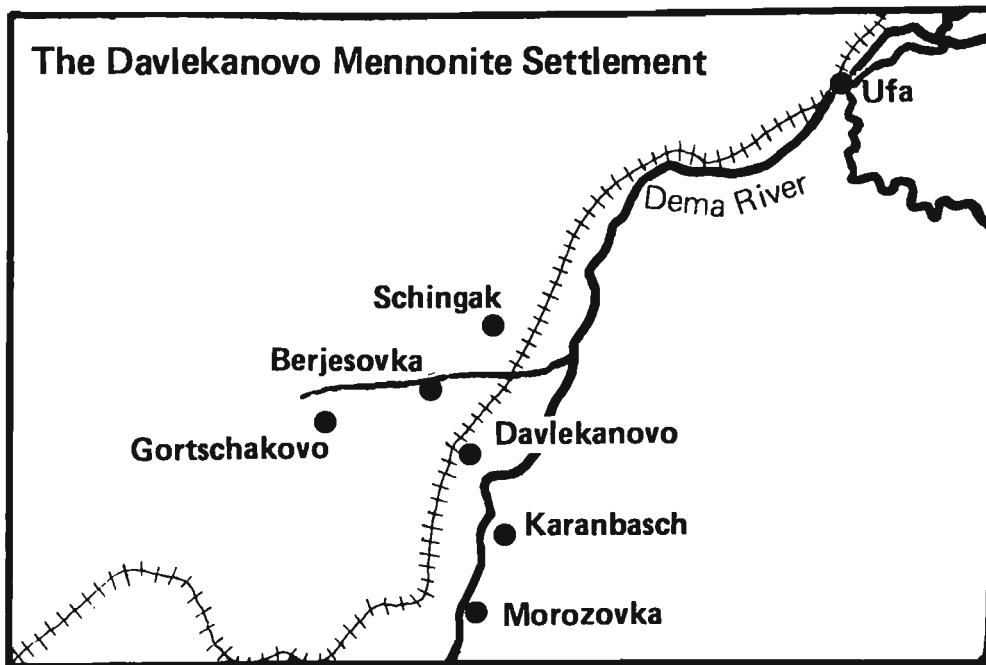 The Davlekanovo Mennonite Settlement
Ufa
Dema River
Schingak
Berjesovka
Gortschakovo
Davlekanovo
Karanbasch
Morozovka